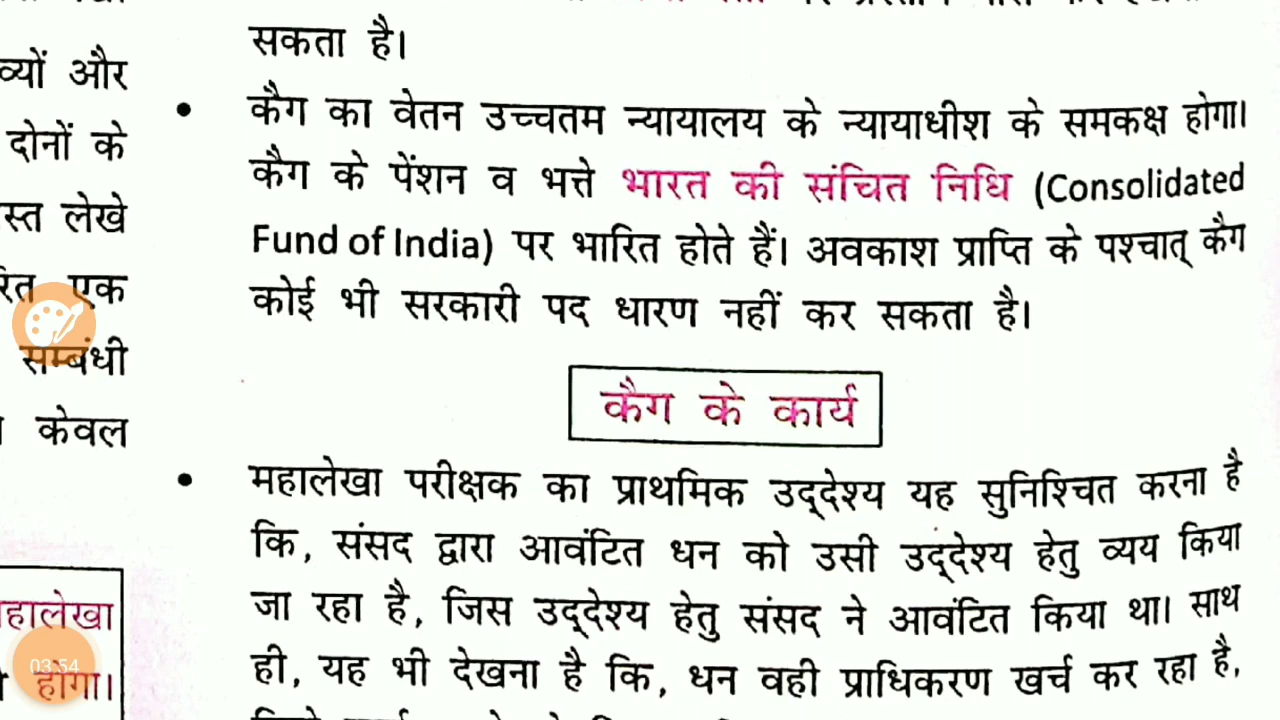 व्यों और
दोनों के
स्त लेखे
रित एक
सम्बंधी
केवल
महालेखा
होगा।
03:54
सकता है।
• कैग का वेतन उच्चतम न्यायालय के न्यायाधीश के समकक्ष होगा।
कैग के पेंशन व भत्ते भारत की संचित निधि (Consolidated
Fund of India) पर भारित होते हैं। अवकाश प्राप्ति के पश्चात् कैग
कोई भी सरकारी पद धारण नहीं कर सकता है।
कैग के कार्य
• महालेखा परीक्षक का प्राथमिक उद्देश्य यह सुनिश्चित करना है
कि, संसद द्वारा आवंटित धन को उसी उद्देश्य हेतु व्यय किया
जा रहा है, जिस उद्देश्य हेतु संसद ने आवंटित किया था। साथ
ही, यह भी देखना है कि, धन वही प्राधिकरण खर्च कर रहा है,